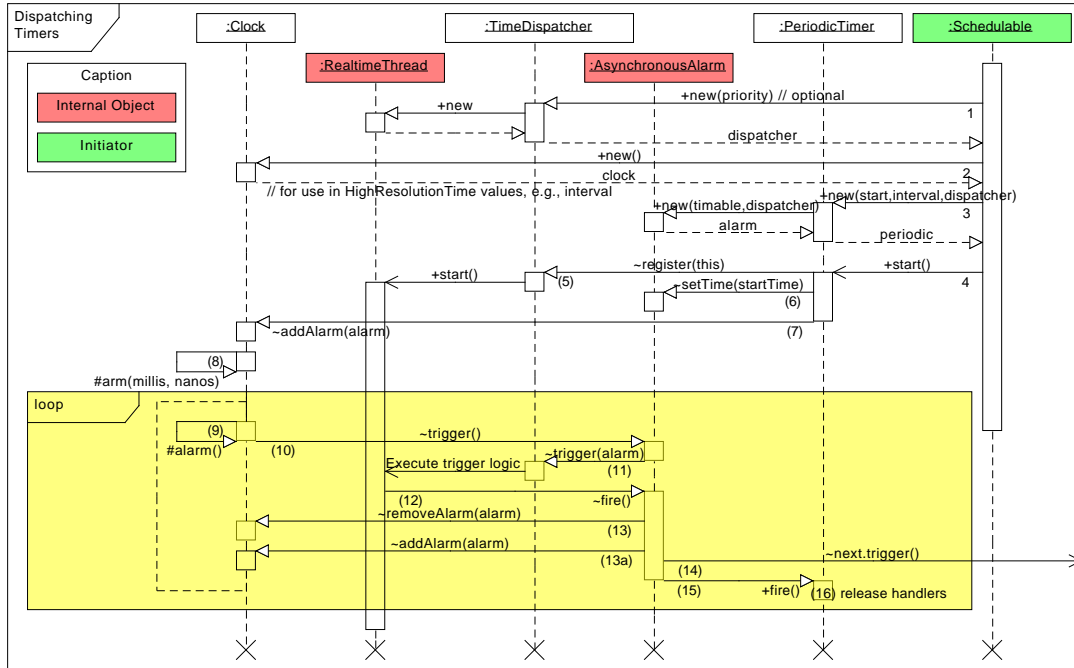 Dispatching
Timers
:Clock
:TimeDispatcher
:PeriodicTimer
:Schedulable
Caption
Internal Object
Initiator
:RealtimeThread
:AsynchronousAlarm
+new(priority) // optional
1
+new
dispatcher
+new()
2
clock
// for use in HighResolutionTime values, e.g., interval
+new(start,interval,dispatcher)
3
+new(timable,dispatcher)
alarm
periodic
+start()
4
~register(this)
(5)
+start()
~setTime(startTime)
(6)
~addAlarm(alarm)
(7)
(8)
#arm(millis, nanos)
loop
(9)
#alarm()
(10)
~trigger()
~trigger(alarm)
(11)
Execute trigger logic
(12)
~fire()
~removeAlarm(alarm)
(13)
~addAlarm(alarm)
(13a)
~next.trigger()
(14)
(15)
+fire()
(16) release handlers